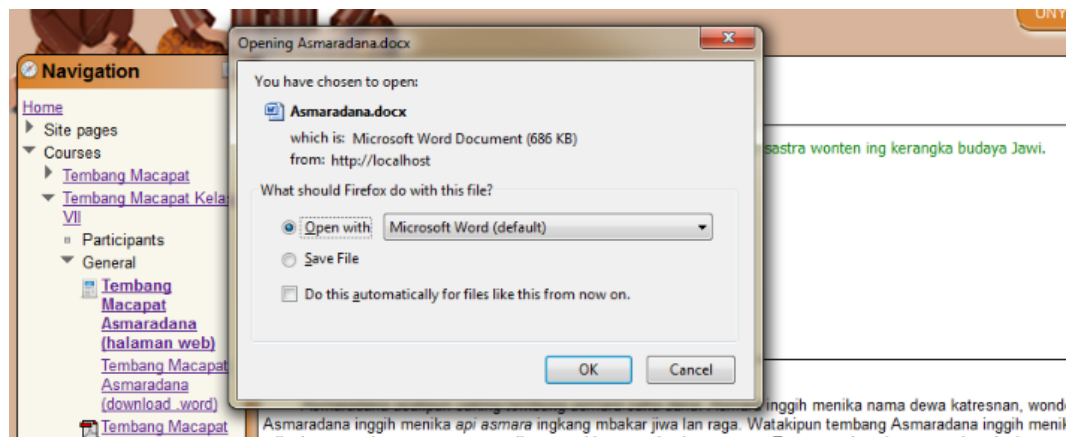 UNY
Opening Asmaradana.docx
Navigation
Home
Site pages
Courses
Tembang Macapat
Tembang Macapat Kelas
VII
Participants
General
Tembang
Macapat
Asmaradana
(halaman web)
Tembang Macapat
Asmaradana
(download .word)
Tembang Macapat
You have chosen to open:
Asmaradana.docx
which is: Microsoft Word Document (686 KB)
from: http://localhost
What should Firefox do with this file?
Open with Microsoft Word (default)
Save File
Do this automatically for files like this from now on.
OK Cancel
sastra wonten ing kerangka budaya Jawi.
inggih menika nama dewa katresnan,
Asmaradana inggih menika api asmara ingkang mbakar jiwa lan raga. Watakipun tembang Asmaradana inggih